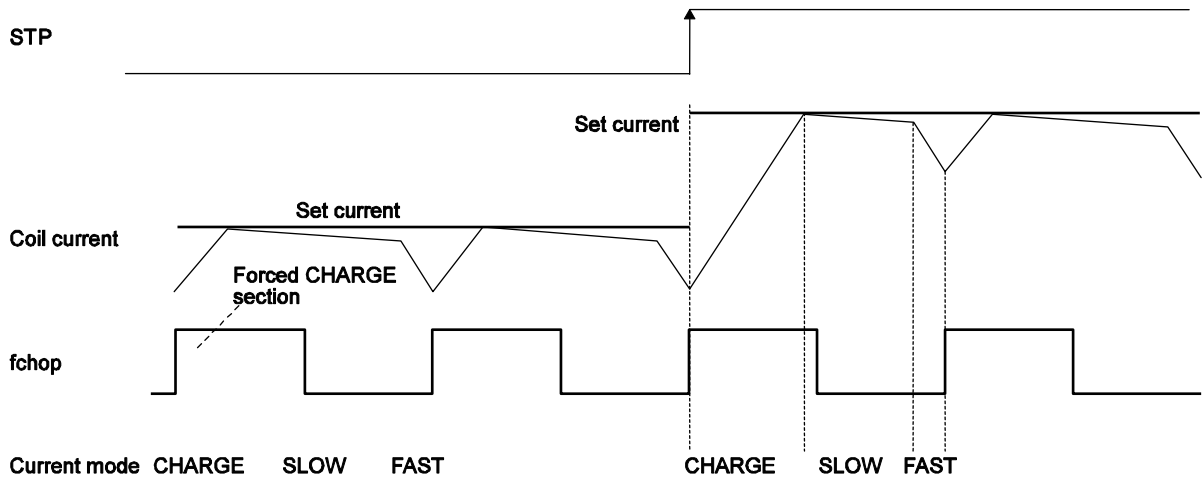 STP
Set current
Set current
Coil current
Forced CHARGE
section
fchop
Current mode CHARGE SLOW FAST CHARGE SLOW FAST